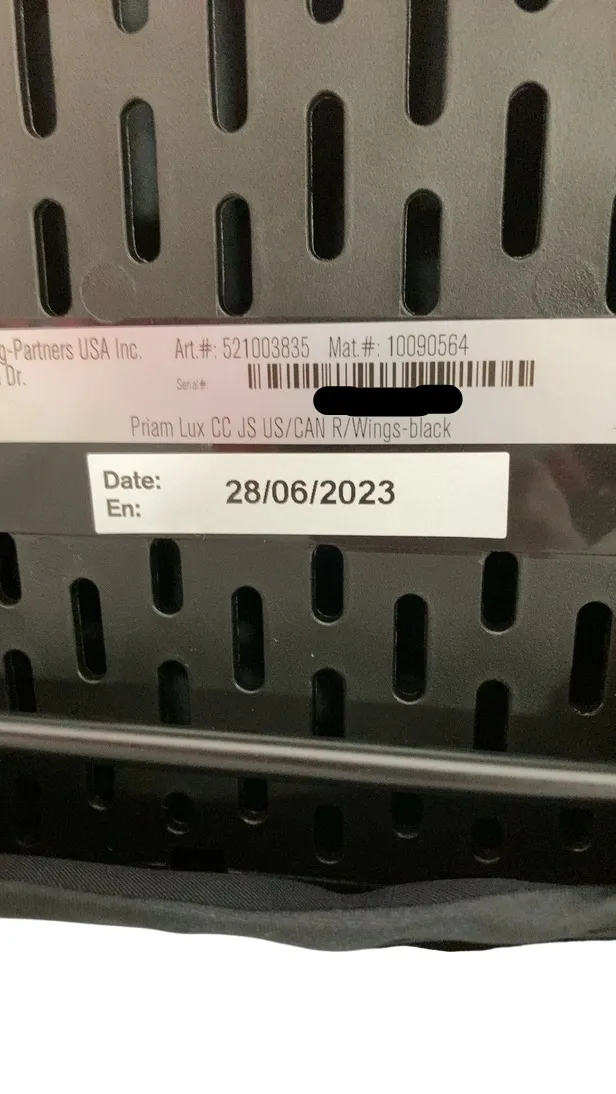 g-Partners USA Inc. Art.#: 521003835 Mat.#: 10090564
Dr.
Serial#:
Priam Lux CC JS US/CAN R/Wings-black
Date: 28/06/2023
En: